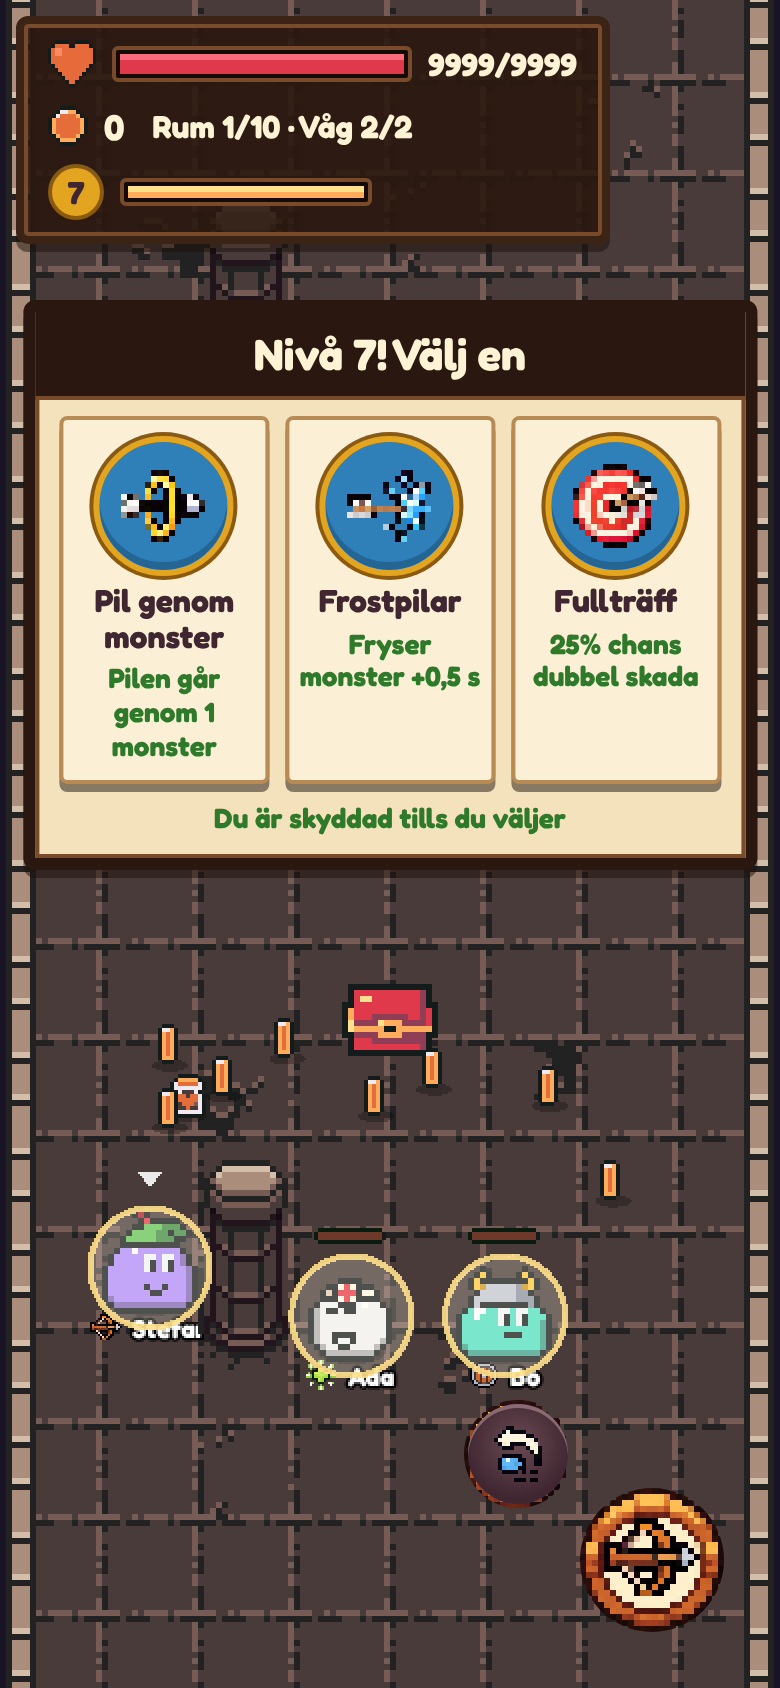 9999/9999
0 Rum 1/10 · Våg 2/2
7
Nivå 7! Välj en
Pil genom
monster
Pilen går
genom 1
monster
Frostpilar
Fryser
monster +0,5 s
Fullträff
25% chans
dubbel skada
Du är skyddad tills du väljer
Ada
Bo